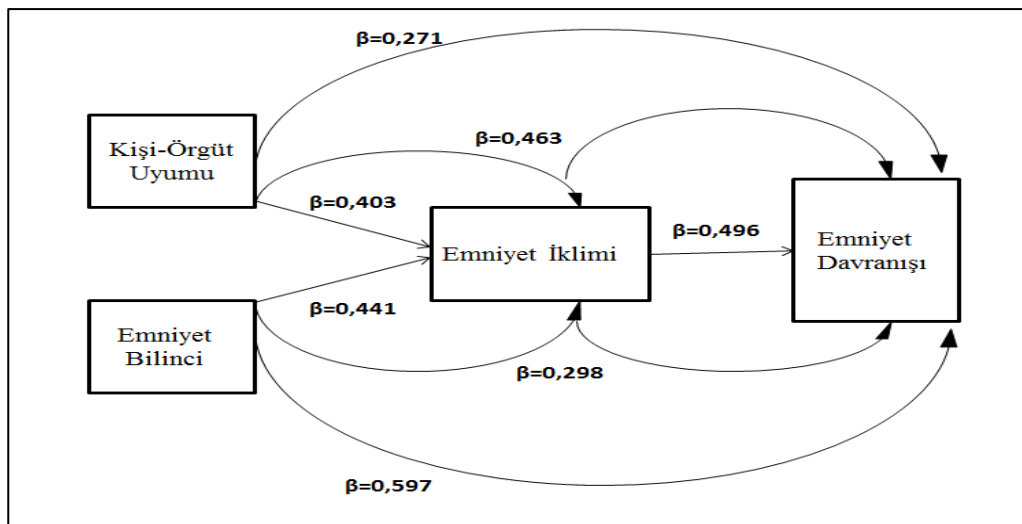 β=0,271
Kişi-Örgüt
Uyumu
β=0,463
β=0,403
Emniyet İklimi
β=0,496
Emniyet
Davranışı
β=0,441
Emniyet
Bilinci
β=0,298
β=0,597